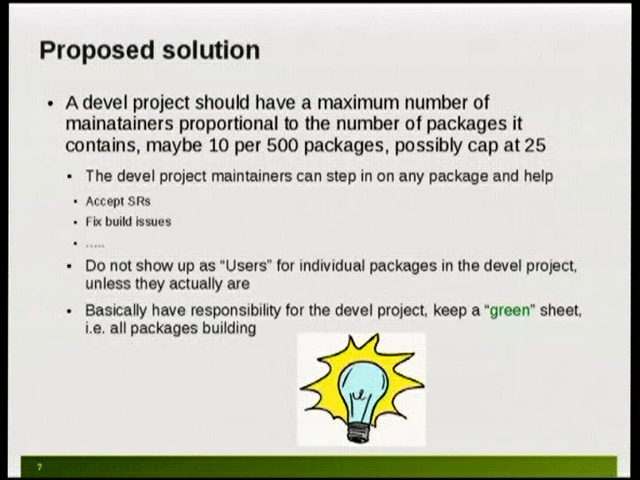 Proposed solution
• A devel project should have a maximum number of
mainatainers proportional to the number of packages it
contains, maybe 10 per 500 packages, possibly cap at 25
• The devel project maintainers can step in on any package and help
• Accept SRs
• Fix build issues
• .....
• Do not show up as “Users” for individual packages in the devel project,
unless they actually are
• Basically have responsibility for the devel project, keep a “green” sheet,
i.e. all packages building
7